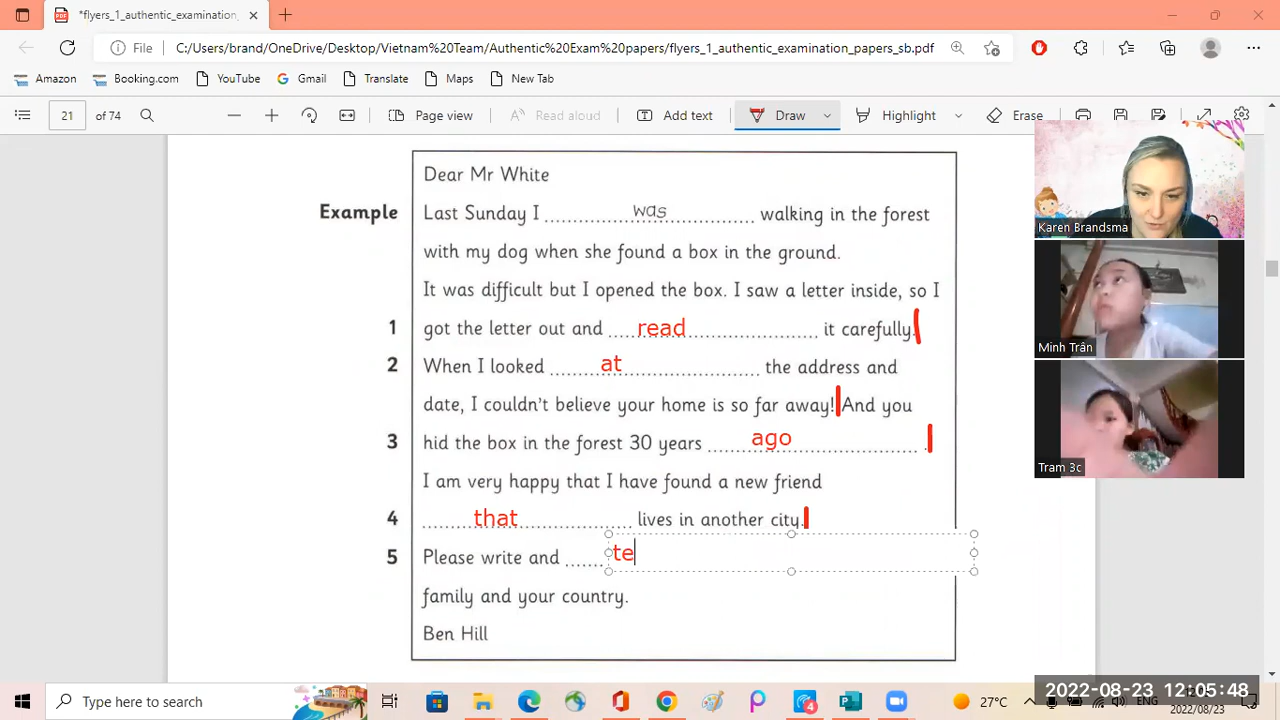 *flyers_1_authentic_examination_
File
C:/Users/brand/OneDrive/Desktop/Vietnam%20Team/Authentic%20Exam%20papers/flyers_1_authentic_examination_papers_sb.pdf
Amazon
Booking.com
YouTube
Gmail
Translate
Maps
New Tab
21 of 74
Page view
Read aloud
Add text
Draw
Highlight
Erase
Dear Mr White
Example Last Sunday I was walking in the forest
with my dog when she found a box in the ground.
It was difficult but I opened the box. I saw a letter inside, so I
1 got the letter out and read it carefully.
2 When I looked at the address and
date, I couldn't believe your home is so far away! And you
3 hid the box in the forest 30 years ago .
I am very happy that I have found a new friend
4 that lives in another city.
5 Please write and te
family and your country.
Ben Hill
Karen Brandsma
Minh Trân
Tram 3c
Type here to search
4
27°C
ENG
2022-08-23 12:05:48
2022/08/23